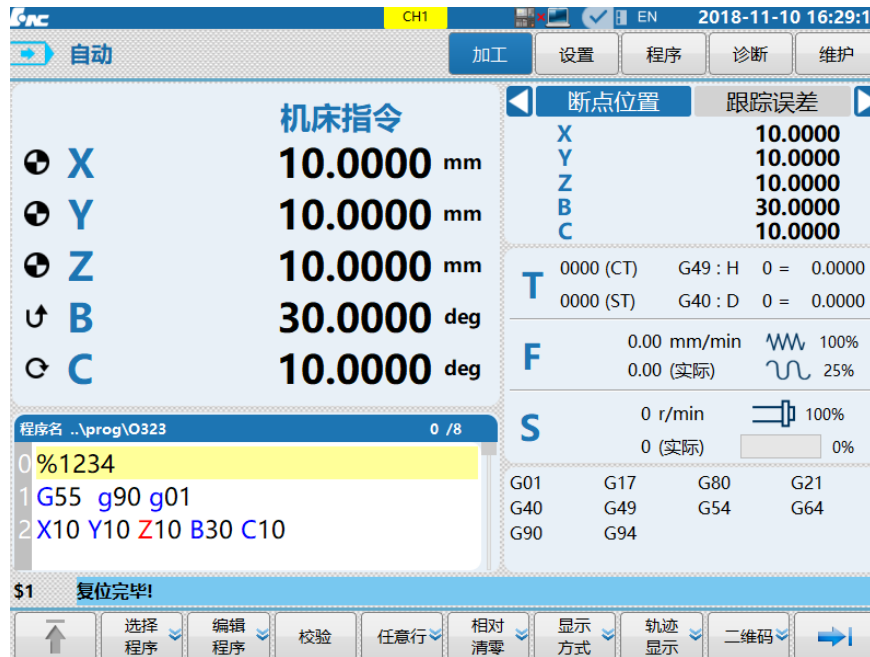 CH1 EN 2018-11-10 16:29:1
自动 加工 设置 程序 诊断 维护
机床指令
X 10.0000 mm
Y 10.0000 mm
Z 10.0000 mm
B 30.0000 deg
C 10.0000 deg
断点位置 跟踪误差
X 10.0000
Y 10.0000
Z 10.0000
B 30.0000
C 10.0000
T 0000 (CT) G49 : H 0 = 0.0000
0000 (ST) G40 : D 0 = 0.0000
F 0.00 mm/min 100%
0.00 (实际) 25%
S 0 r/min 100%
0 (实际) 0%
程序名 ..\prog\O323 0 /8
0 %1234
1 G55 g90 g01
2 X10 Y10 Z10 B30 C10
G01 G17 G80 G21
G40 G49 G54 G64
G90 G94
$1 复位完毕!
选择程序 编辑程序 校验 任意行 相对清零 显示方式 轨迹显示 二维码